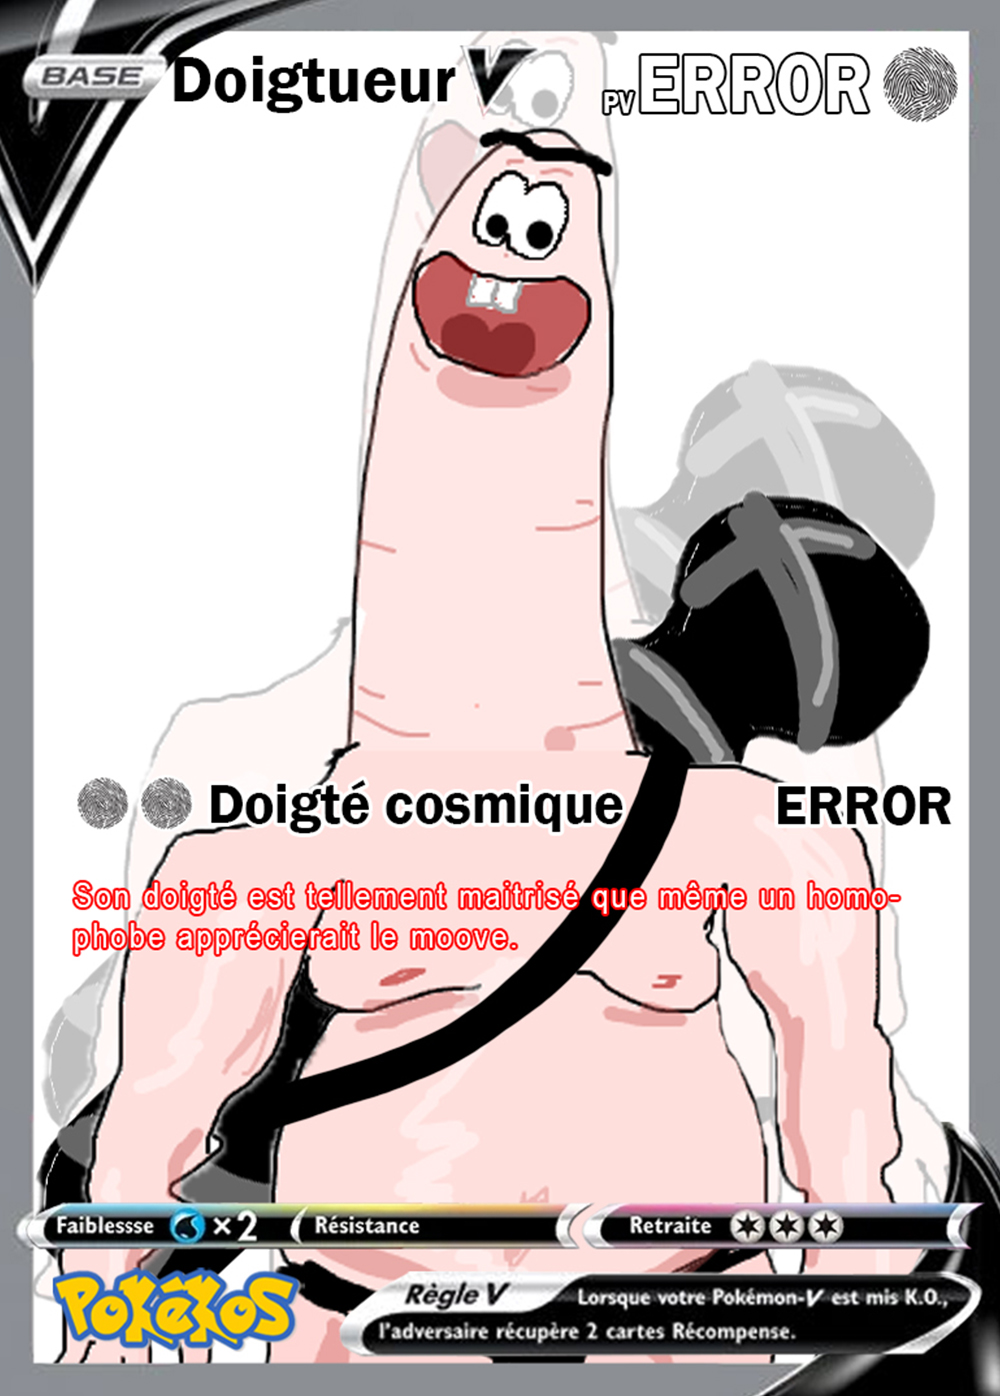 BASE Doigtueur V PV ERROR
Doigté cosmique ERROR
Son doigté est tellement maitrisé que même un homo-
phobe apprécierait le moove.
Faiblessse ×2 Résistance Retraite
POKéKOS
Règle V Lorsque votre Pokémon-V est mis K.O.,
l'adversaire récupère 2 cartes Récompense.